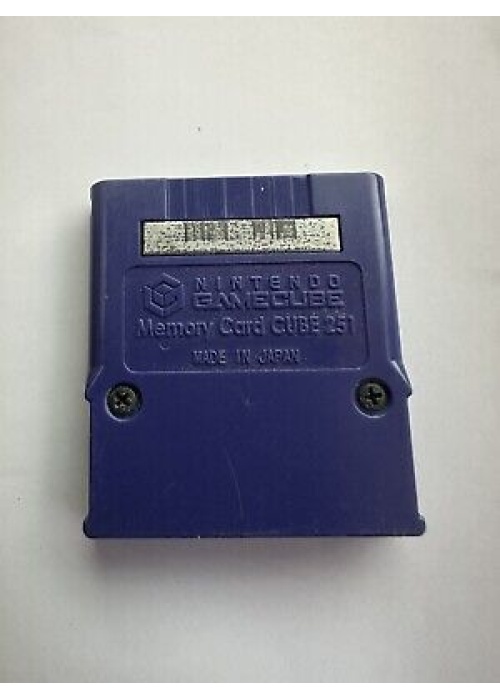 NINTENDO
GAMECUBE
Memory Card CUBE 251
MADE IN JAPAN